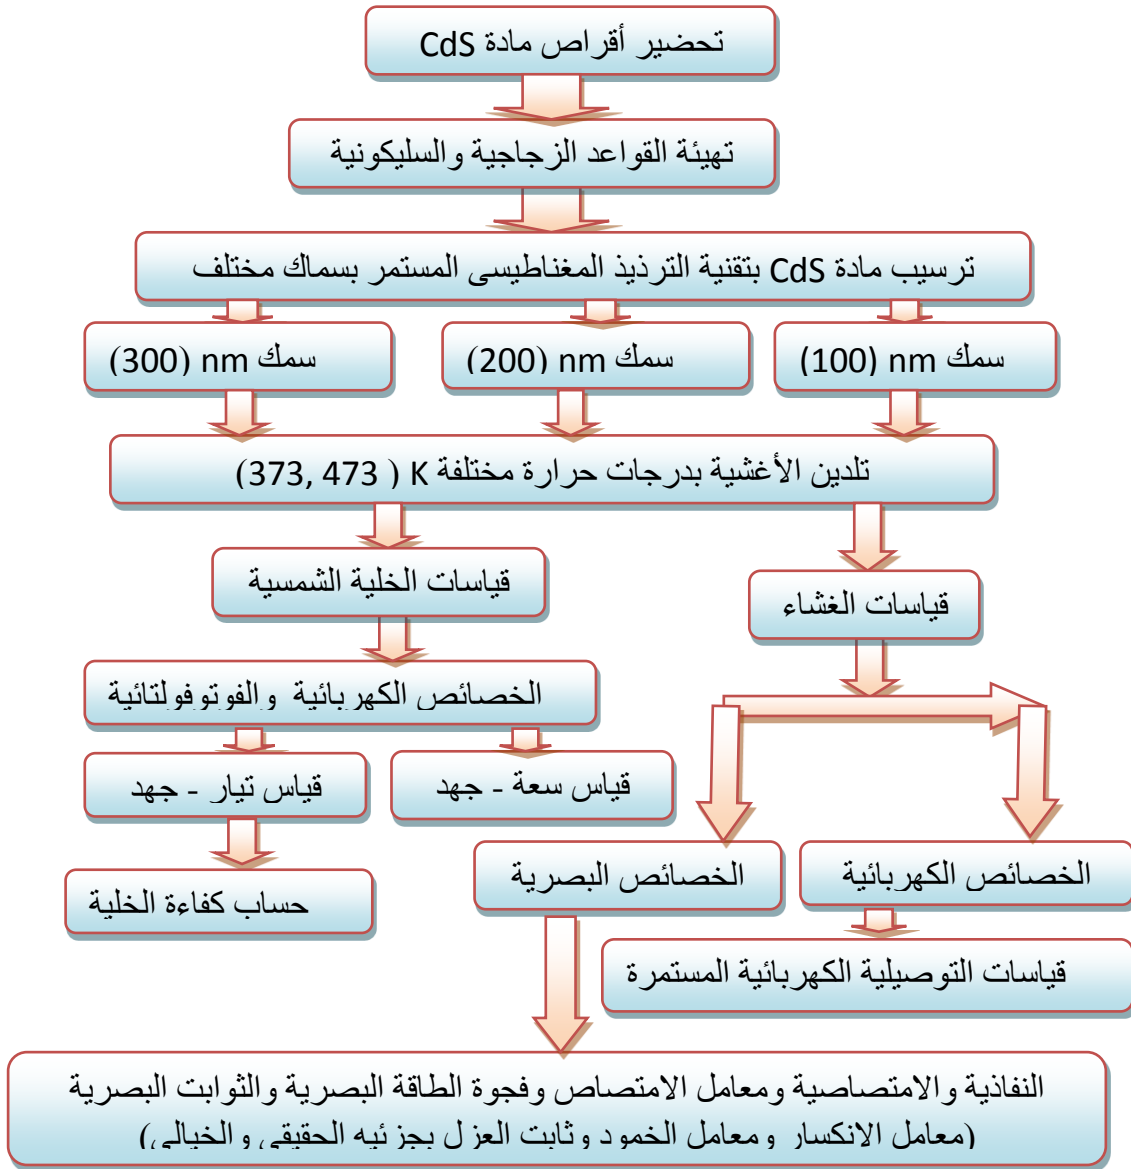 تحضير أقراص مادة CdS
تهيئة القواعد الزجاجية والسليكونية
ترسيب مادة CdS بتقنية الترذيذ المغناطيسي المستمر بسماك مختلف
سمك nm (100)
سمك nm (200)
سمك nm (300)
تلدين الأغشية بدرجات حرارة مختلفة K ( 373, 473)
قياسات الغشاء
قياسات الخلية الشمسية
الخصائص الكهربائية والفوتوفولتائية
قياس سعة - جهد
قياس تيار - جهد
الخصائص الكهربائية
الخصائص البصرية
حساب كفاءة الخلية
قياسات التوصيلية الكهربائية المستمرة
النفاذية والامتصاصية ومعامل الامتصاص وفجوة الطاقة البصرية والثوابت البصرية
(معامل الانكسار ومعامل الخمود وثابت العزل بجزئيه الحقيقي والخيالي)